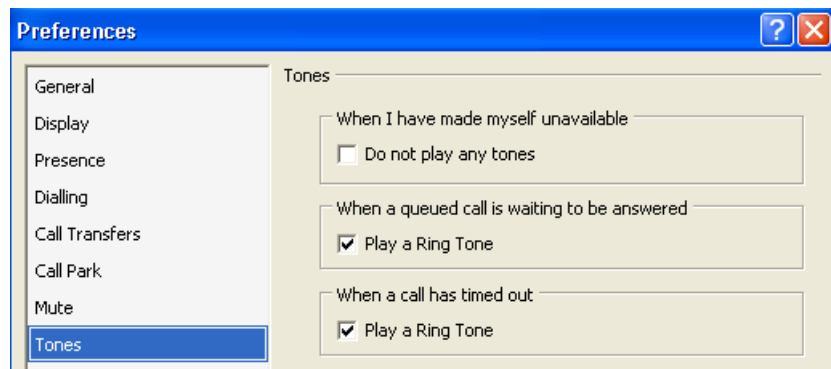 Preferences
General
Display
Presence
Dialling
Call Transfers
Call Park
Mute
Tones
Tones
When I have made myself unavailable
Do not play any tones
When a queued call is waiting to be answered
Play a Ring Tone
When a call has timed out
Play a Ring Tone